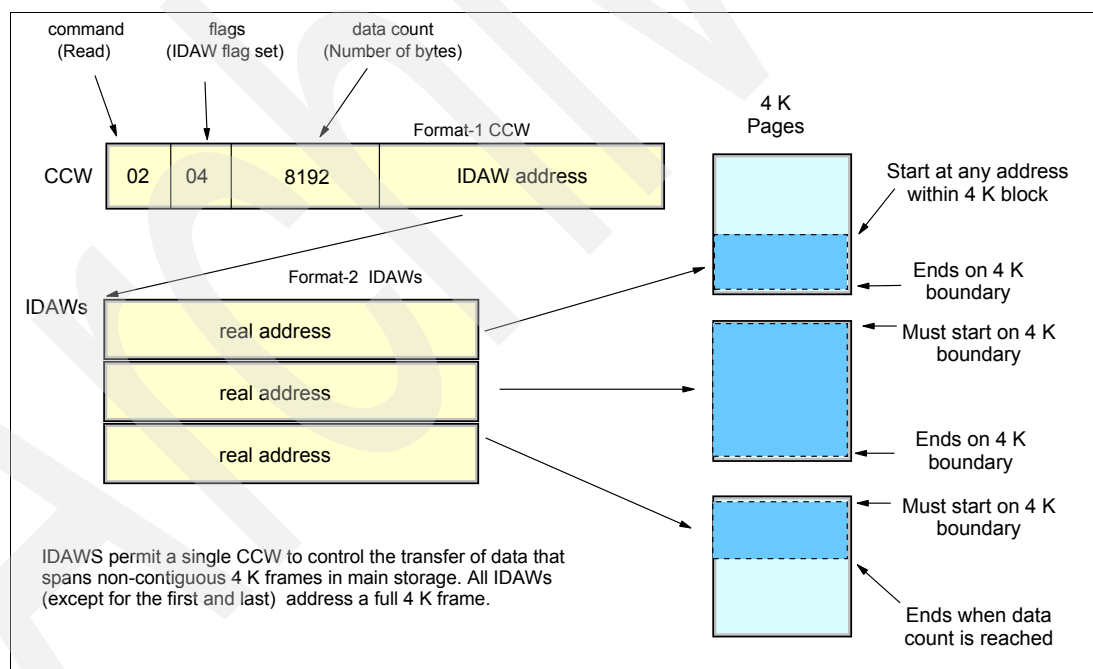 command
(Read)
flags
(IDAW flag set)
data count
(Number of bytes)
Format-1 CCW
CCW
02
04
8192
IDAW address
Format-2 IDAWs
IDAWs
real address
real address
real address
4 K
Pages
Start at any address
within 4 K block
Ends on 4 K
boundary
Must start on 4 K
boundary
Ends on 4 K
boundary
Must start on 4 K
boundary
Ends when data
count is reached
IDAWS permit a single CCW to control the transfer of data that
spans non-contiguous 4 K frames in main storage. All IDAWs
(except for the first and last) address a full 4 K frame.